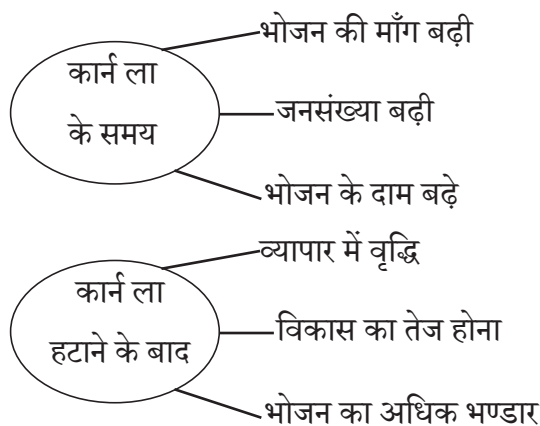 भोजन की माँग बढ़ी
कार्न ला
के समय
जनसंख्या बढ़ी
भोजन के दाम बढ़े
व्यापार में वृद्धि
कार्न ला
हटाने के बाद
विकास का तेज होना
भोजन का अधिक भण्डार